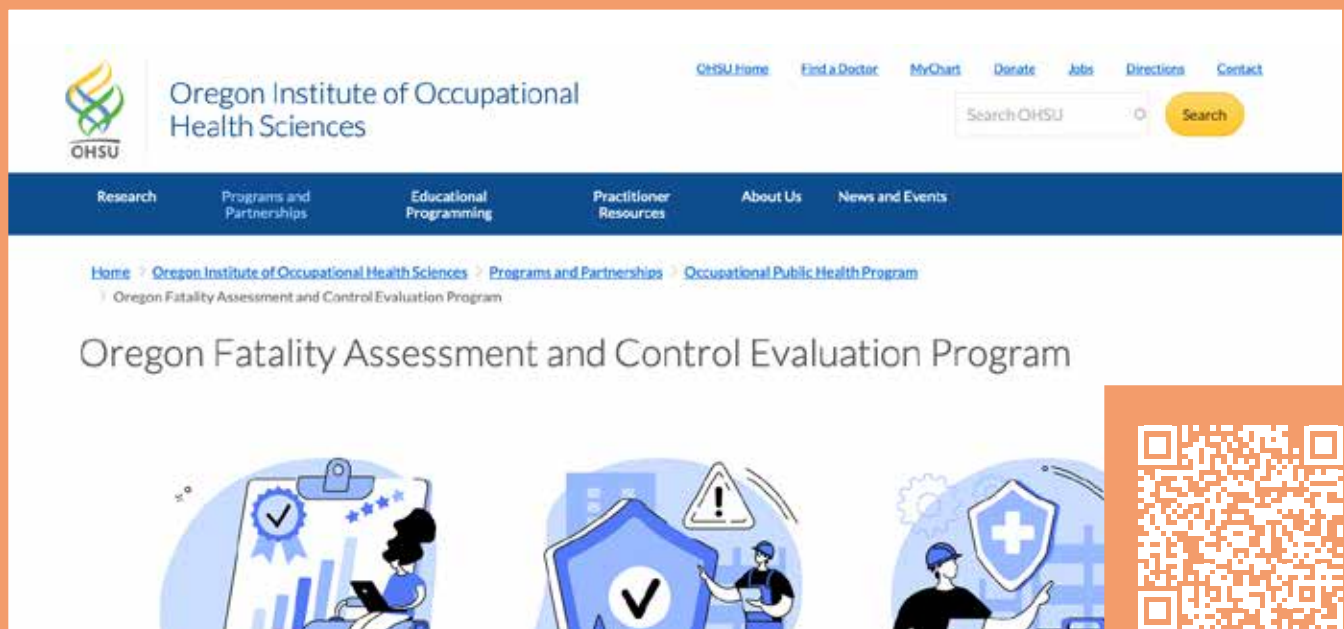 OHSU Home Find a Doctor MyChart Donate Jobs Directions Contact
Oregon Institute of Occupational
Health Sciences
OHSU
Search OHSU Search
Research Programs and Partnerships Educational Programming Practitioner Resources About Us News and Events
Home Oregon Institute of Occupational Health Sciences Programs and Partnerships Occupational Public Health Program
Oregon Fatality Assessment and Control Evaluation Program
Oregon Fatality Assessment and Control Evaluation Program